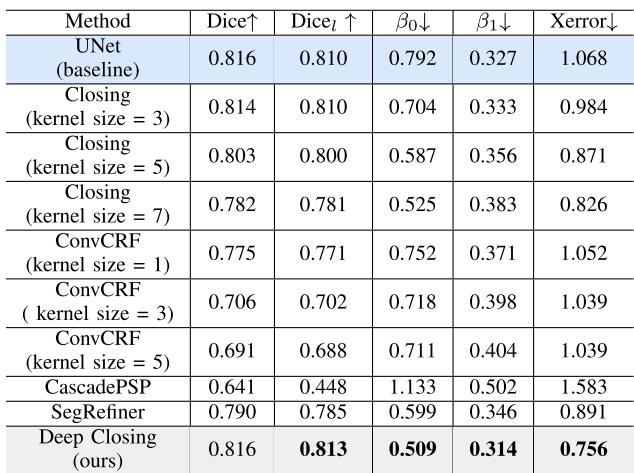 Method Dice↑ Dice_l ↑ β₀↓ β₁↓ Xerror↓
UNet
(baseline) 0.816 0.810 0.792 0.327 1.068
Closing
(kernel size = 3) 0.814 0.810 0.704 0.333 0.984
Closing
(kernel size = 5) 0.803 0.800 0.587 0.356 0.871
Closing
(kernel size = 7) 0.782 0.781 0.525 0.383 0.826
ConvCRF
(kernel size = 1) 0.775 0.771 0.752 0.371 1.052
ConvCRF
( kernel size = 3) 0.706 0.702 0.718 0.398 1.039
ConvCRF
(kernel size = 5) 0.691 0.688 0.711 0.404 1.039
CascadePSP 0.641 0.448 1.133 0.502 1.583
SegRefiner 0.790 0.785 0.599 0.346 0.891
Deep Closing
(ours) 0.816 0.813 0.509 0.314 0.756